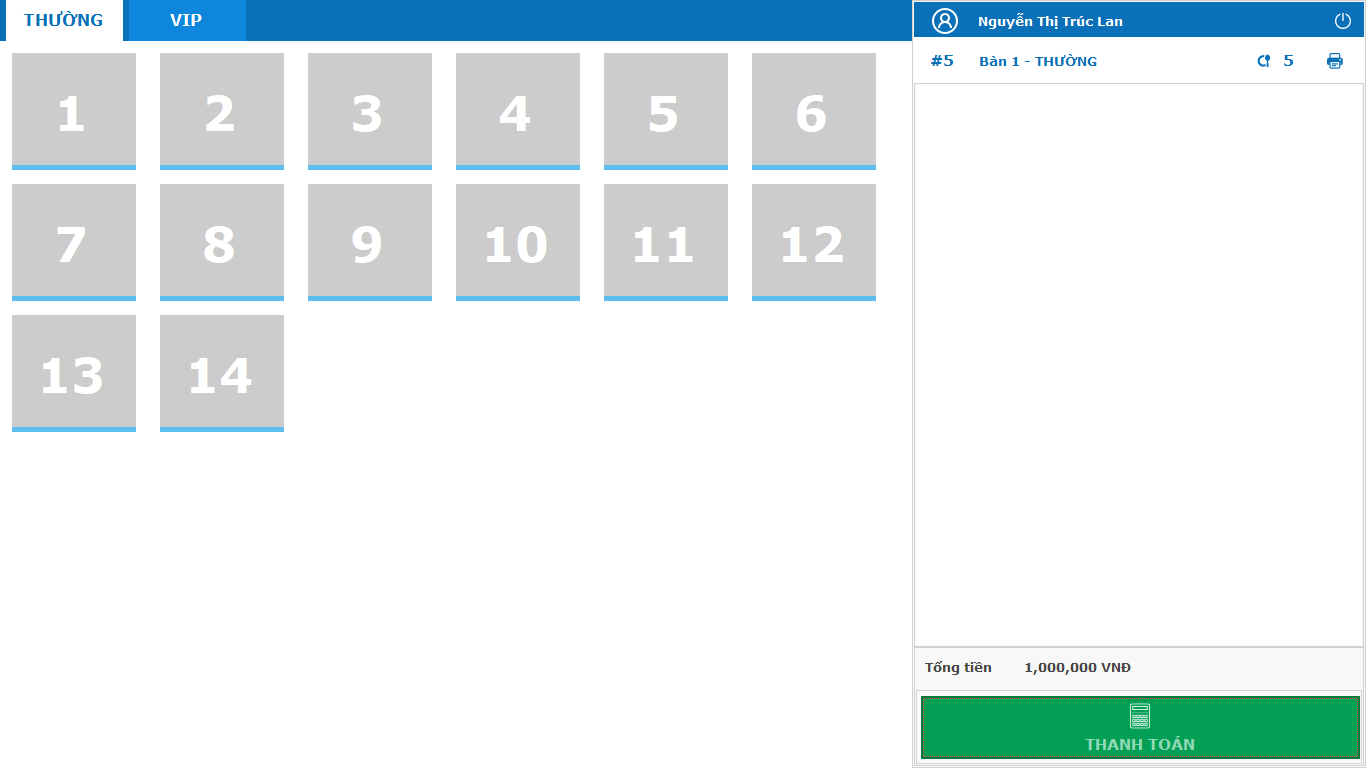 THƯỜNG VIP
1 2 3 4 5 6
7 8 9 10 11 12
13 14
Nguyễn Thị Trúc Lan
#5 Bàn 1 - THƯỜNG 5
Tổng tiền 1,000,000 VNĐ
THANH TOÁN